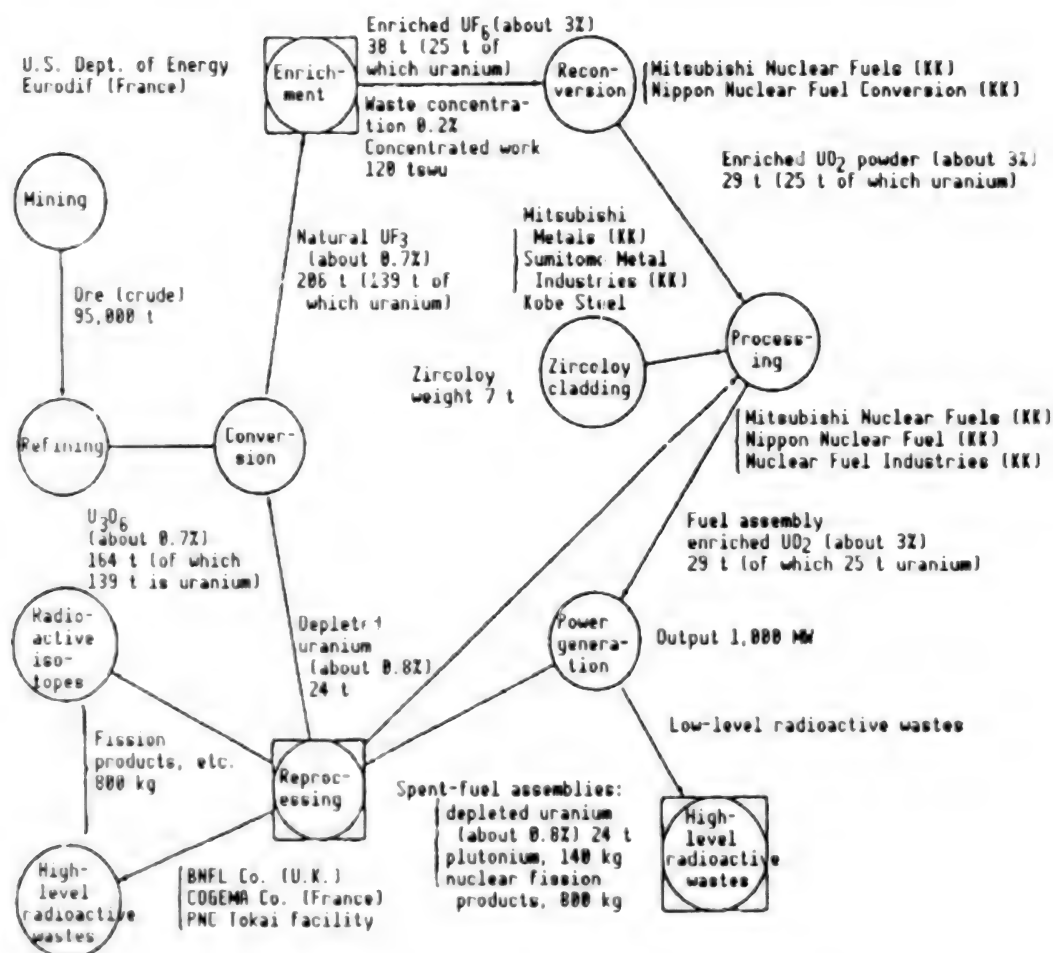 U.S. Dept. of Energy
Eurodif (France)
Enrich-
ment
Enriched UF6 (about 3%)
38 t (25 t of
which uranium)
Waste concentra-
tion 0.2%
Concentrated work
120 tswu
Recon-
version
Mitsubishi Nuclear Fuels (KK)
Nippon Nuclear Fuel Conversion (KK)
Enriched UO2 powder (about 3%)
29 t (25 t of which uranium)
Mining
Ore (crude)
95,000 t
Natural UF3
(about 0.7%)
206 t (139 t of
which uranium)
Mitsubishi
Metals (KK)
Sumitomo Metal
Industries (KK)
Kobe Steel
Process-
ing
Zircoloy
cladding
Zircoloy
weight 7 t
Mitsubishi Nuclear Fuels (KK)
Nippon Nuclear Fuel (KK)
Nuclear Fuel Industries (KK)
Refining
Conver-
sion
U3O6
(about 0.7%)
164 t (of which
139 t is uranium)
Fuel assembly
enriched UO2 (about 3%)
29 t (of which 25 t uranium)
Radio-
active
iso-
topes
Depleted
uranium
(about 0.8%)
24 t
Power
genera-
tion
Output 1,000 MW
Low-level radioactive wastes
Fission
products, etc.
800 kg
Reproc-
essing
Spent-fuel assemblies:
depleted uranium
(about 0.8%) 24 t
plutonium, 140 kg
nuclear fission
products, 800 kg
High-
level
radioactive
wastes
High-
level
radioactive
wastes
BNFL Co. (U.K.)
COGEMA Co. (France)
PNC Tokai facility